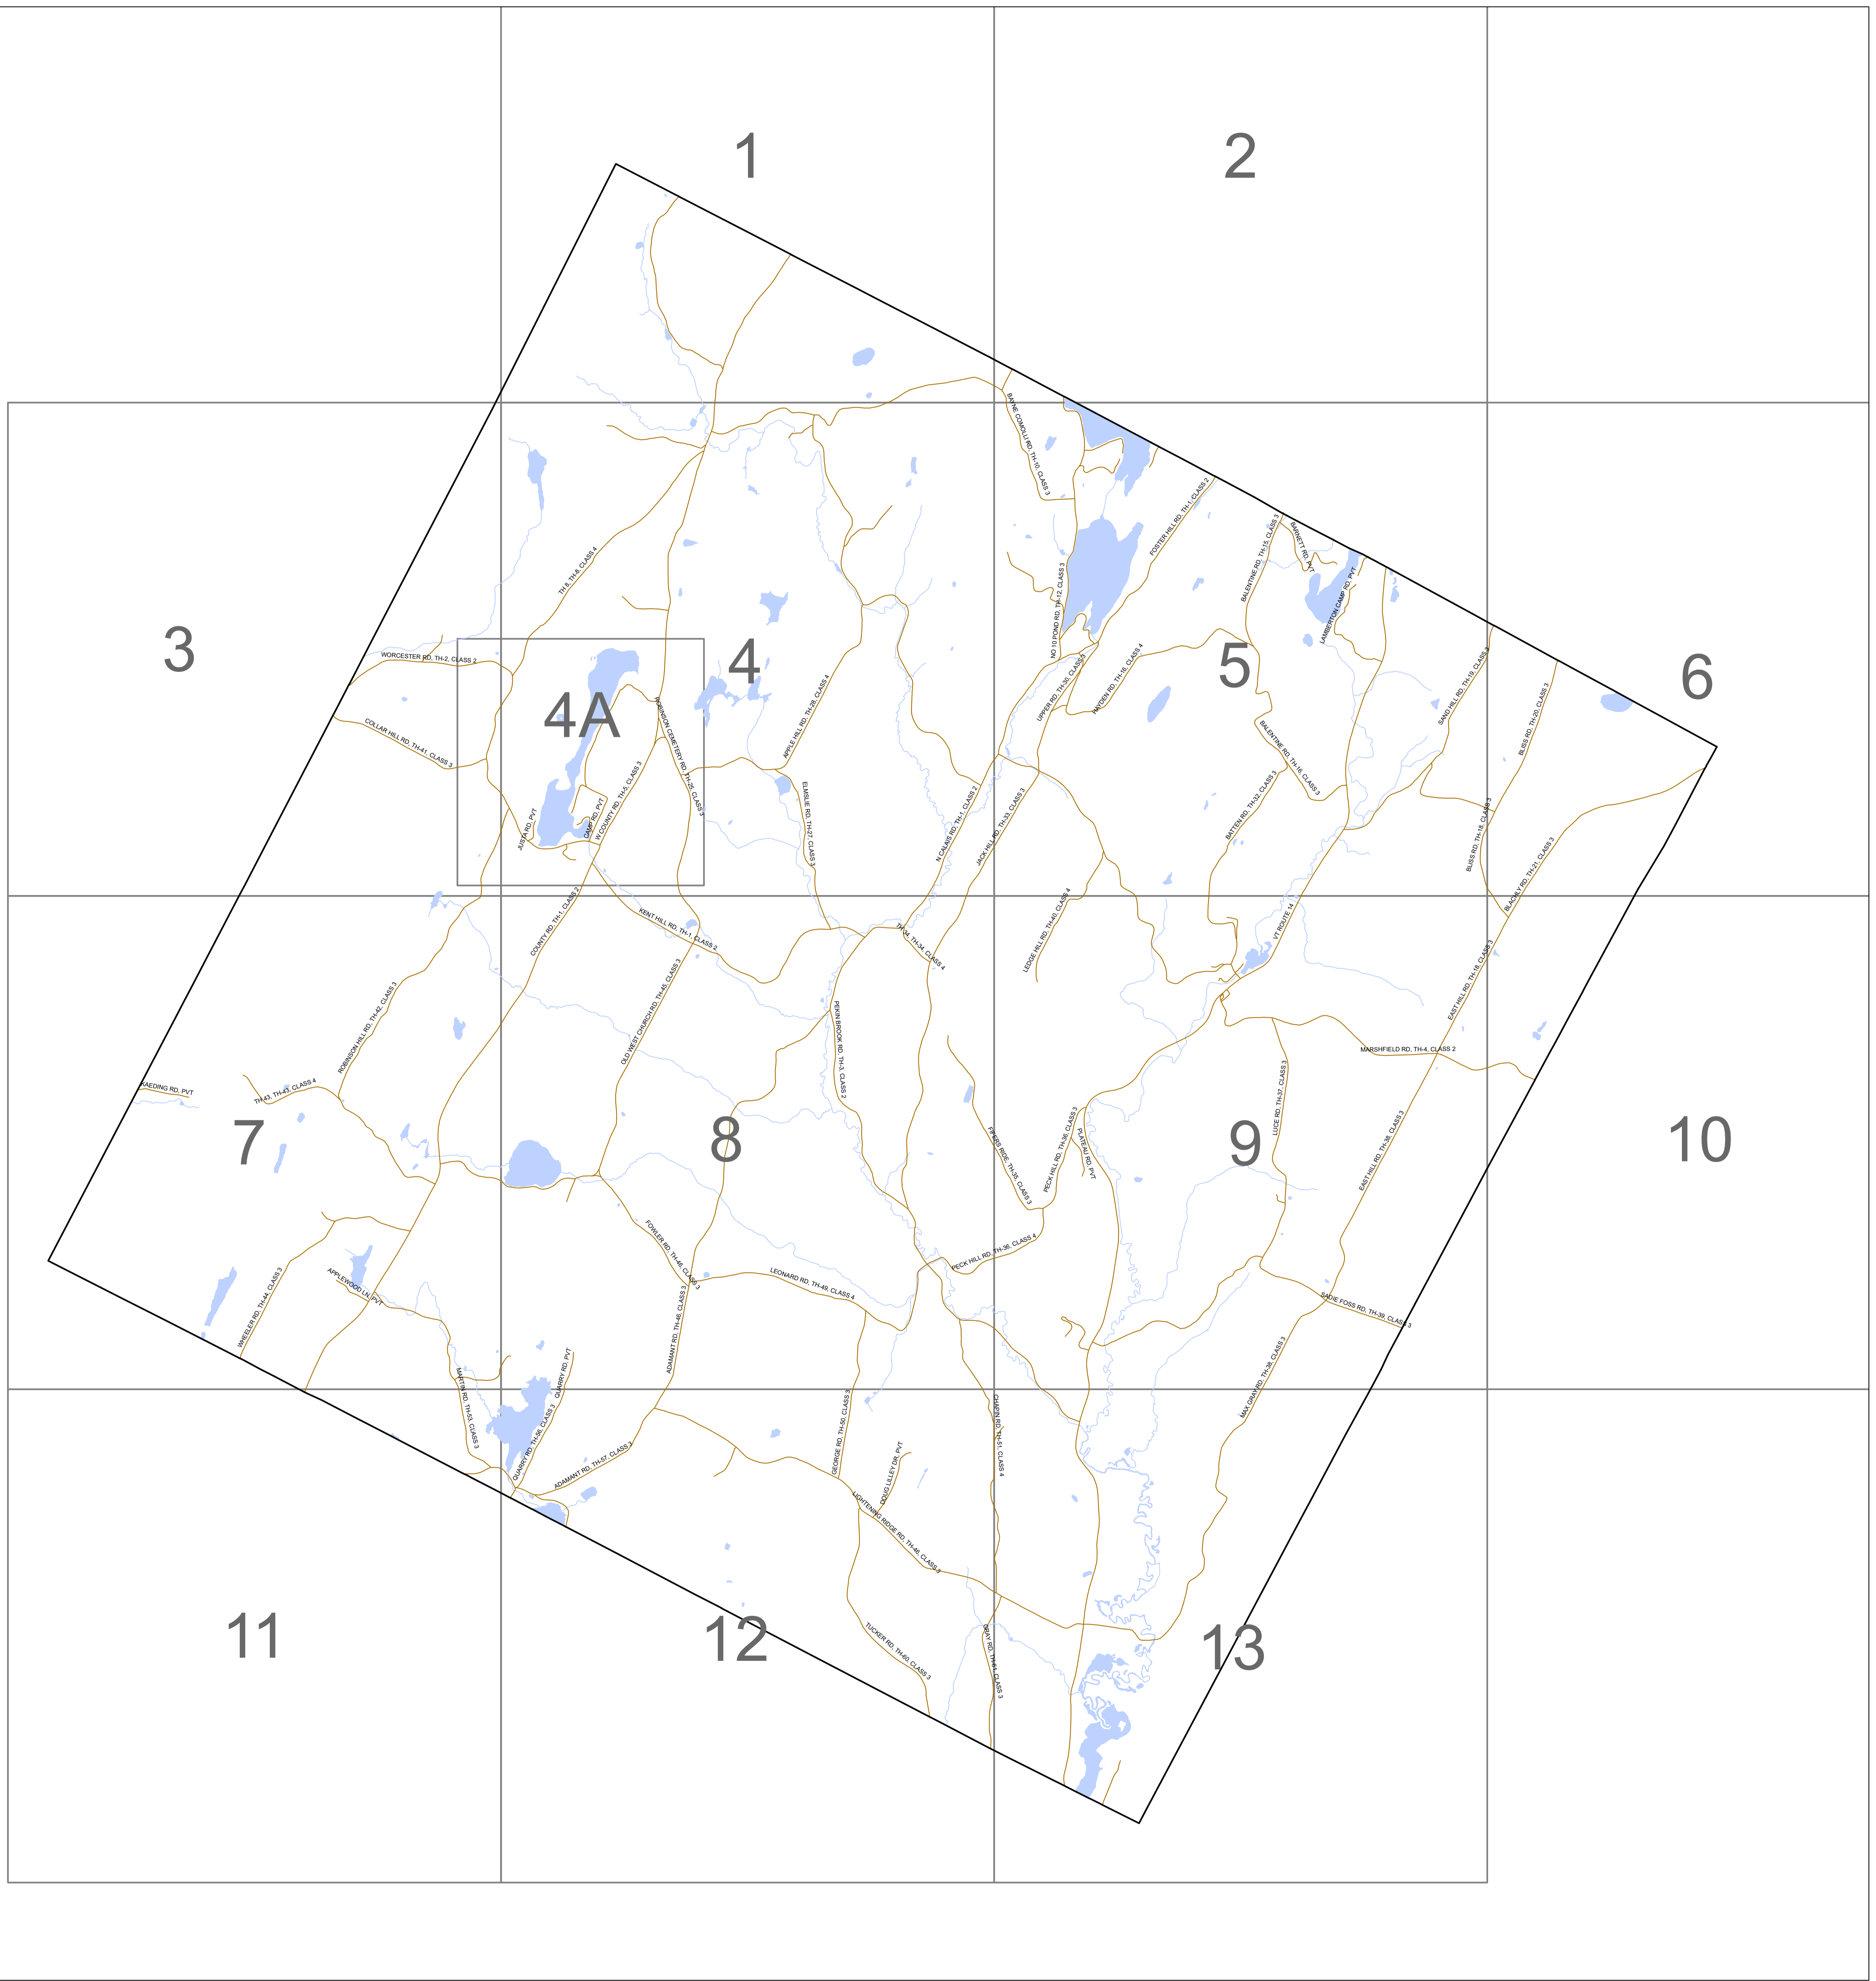 1
2
BAYNE COMOLLI RD, TH-10, CLASS 3
FOSTER HILL RD, TH-1, CLASS 2
BALENTINE RD, TH-15, CLASS 3
BARNETT RD, PVT
LAMBERTON CAMP RD, PVT
TH 8, TH-8, CLASS 4
NO 10 POND RD, TH-12, CLASS 3
3
WORCESTER RD, TH-2, CLASS 2
4
5
6
UPPER RD, TH-30, CLASS 3
HAYDEN RD, TH-16, CLASS 4
SAND HILL RD, TH-19, CLASS 3
BLISS RD, TH-20, CLASS 3
4A
COLLAR HILL RD, TH-41, CLASS 3
ROBINSON CEMETERY RD, TH-25, CLASS 3
APPLE HILL RD, TH-28, CLASS 4
BALENTINE RD, TH-16, CLASS 3
JUSTA RD, PVT
CAMP RD, PVT
W COUNTY RD, TH-5, CLASS 3
ELMSLIE RD, TH-27, CLASS 3
N CALAIS RD, TH-1, CLASS 2
JACK HILL RD, TH-33, CLASS 3
BATTEN RD, TH-32, CLASS 3
BLISS RD, TH-18, CLASS 3
BLACHLY RD, TH-21, CLASS 3
COUNTY RD, TH-1, CLASS 2
KENT HILL RD, TH-1, CLASS 2
TH-34, TH-34, CLASS 4
LEDGE HILL RD, TH-40, CLASS 4
VT ROUTE 14
EAST HILL RD, TH-18, CLASS 3
ROBINSON HILL RD, TH-42, CLASS 3
OLD WEST CHURCH RD, TH-45, CLASS 3
PEKIN BROOK RD, TH-3, CLASS 2
MARSHFIELD RD, TH-4, CLASS 2
HAEDING RD, PVT
TH-43, TH-43, CLASS 4
7
8
9
10
FIFERS RIDE, TH-35, CLASS 3
PECK HILL RD, TH-36, CLASS 3
PLATEAU RD, PVT
LUCE RD, TH-37, CLASS 3
EAST HILL RD, TH-38, CLASS 3
FOWLER RD, TH-46, CLASS 3
PECK HILL RD, TH-36, CLASS 4
WHEELER RD, TH-44, CLASS 3
APPLEWOOD LN, PVT
LEONARD RD, TH-49, CLASS 4
ADAMANT RD, TH-46, CLASS 3
SADIE FOSS RD, TH-39, CLASS 3
MARTIN RD, TH-53, CLASS 3
QUARRY RD, PVT
QUARRY RD, TH-56, CLASS 3
ADAMANT RD, TH-57, CLASS 3
GEORGE RD, TH-50, CLASS 3
CHAPIN RD, TH-51, CLASS 4
MAX GRAY RD, TH-38, CLASS 3
DOUG LILLEY DR, PVT
LIGHTENING RIDGE RD, TH-46, CLASS 3
11
12
13
TUCKER RD, TH-60, CLASS 3
GRAY RD, TH-61, CLASS 3